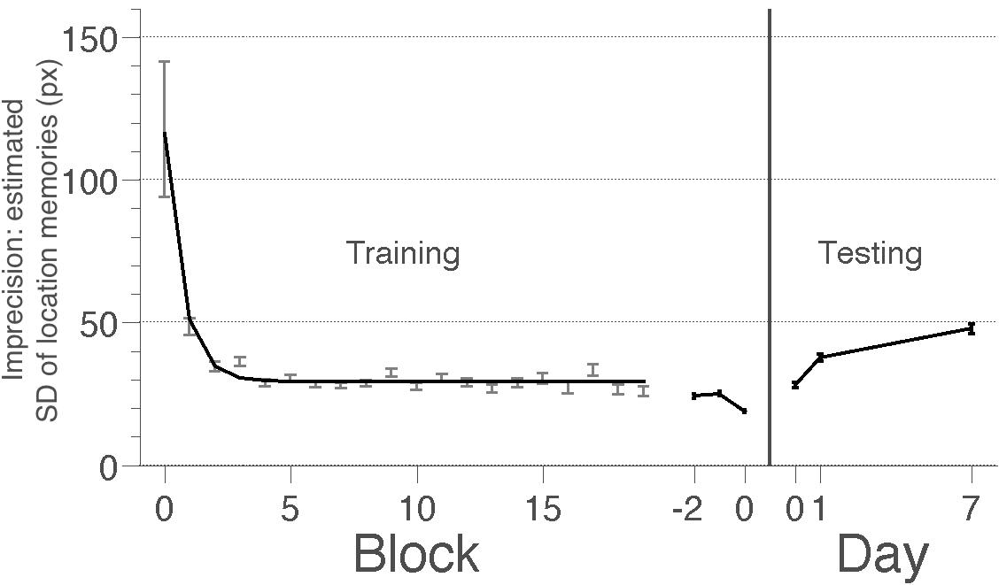 Imprecision: estimated
SD of location memories (px)
150
100
50
0
Training
Testing
0 5 10 15 -2 0 0 1 7
Block Day